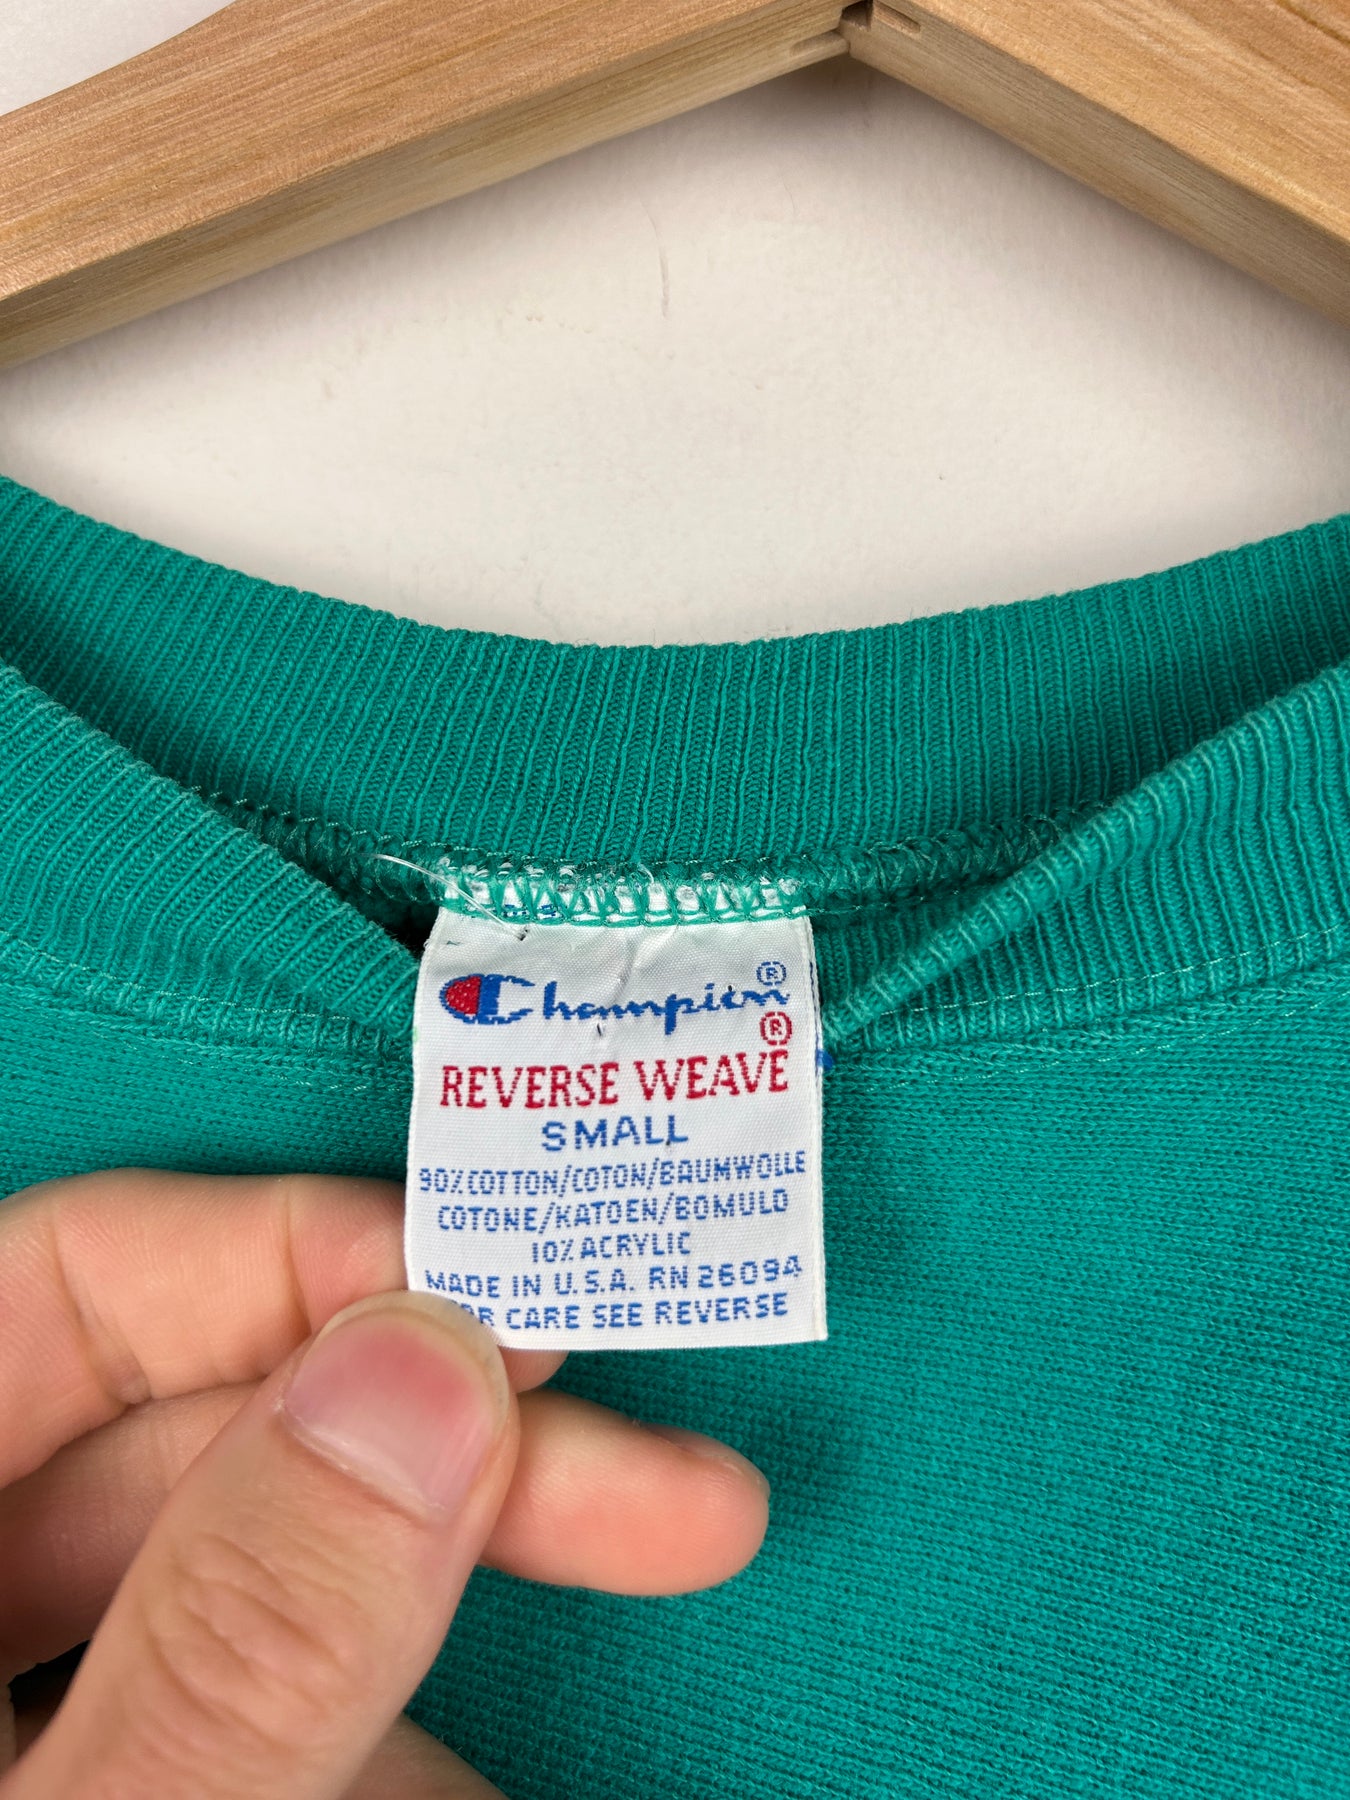 Champion®
REVERSE WEAVE®
SMALL
90% COTTON/COTON/BAUMWOLLE
COTONE/KATOEN/BOMULD
10% ACRYLIC
MADE IN U.S.A. RN 26094
CARE SEE REVERSE